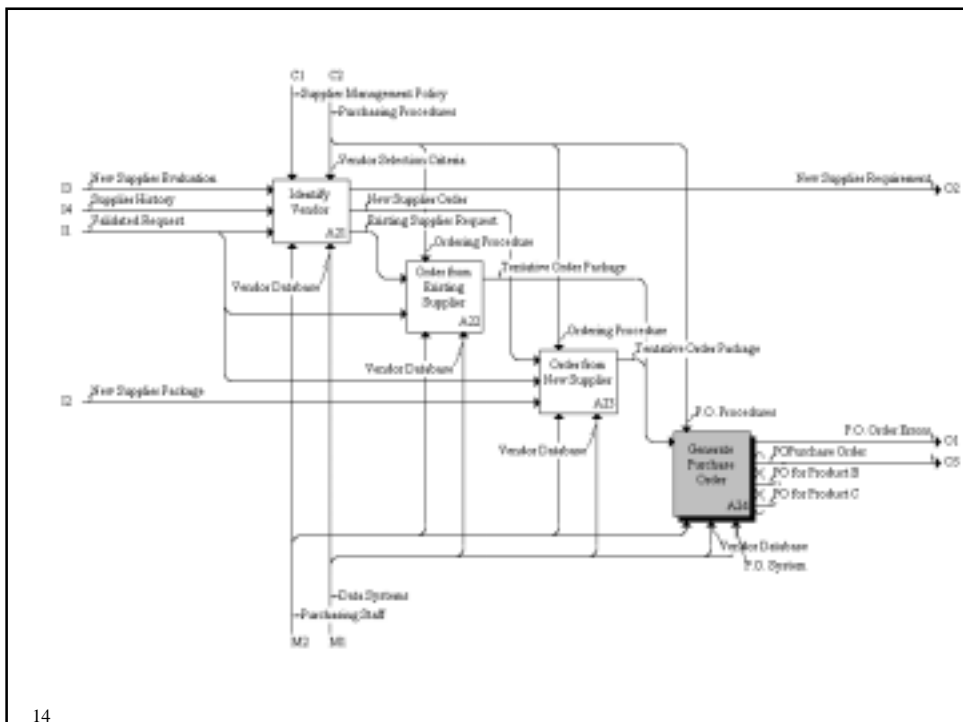 C1 C2
Supplier Management Policy
Purchasing Procedures
Vendor Selection Criteria
I3 New Supplier Evaluation
I4 Supplier History
I1 Validated Request
Identify
Vendor
A21
New Supplier Requirement O2
New Supplier Order
Existing Supplier Request
Ordering Procedure
Vendor Database
Order from
Existing
Supplier
A22
Tentative Order Package
Ordering Procedure
Vendor Database
Order from
New Supplier
A23
Tentative Order Package
I2 New Supplier Package
Vendor Database
P.O. Procedures
Generate
Purchase
Order
A24
P.O. Order Errors O1
POPurchase Order O3
PO for Product B
PO for Product C
Vendor Database
P.O. System
Data Systems
Purchasing Staff
M2 M1
14